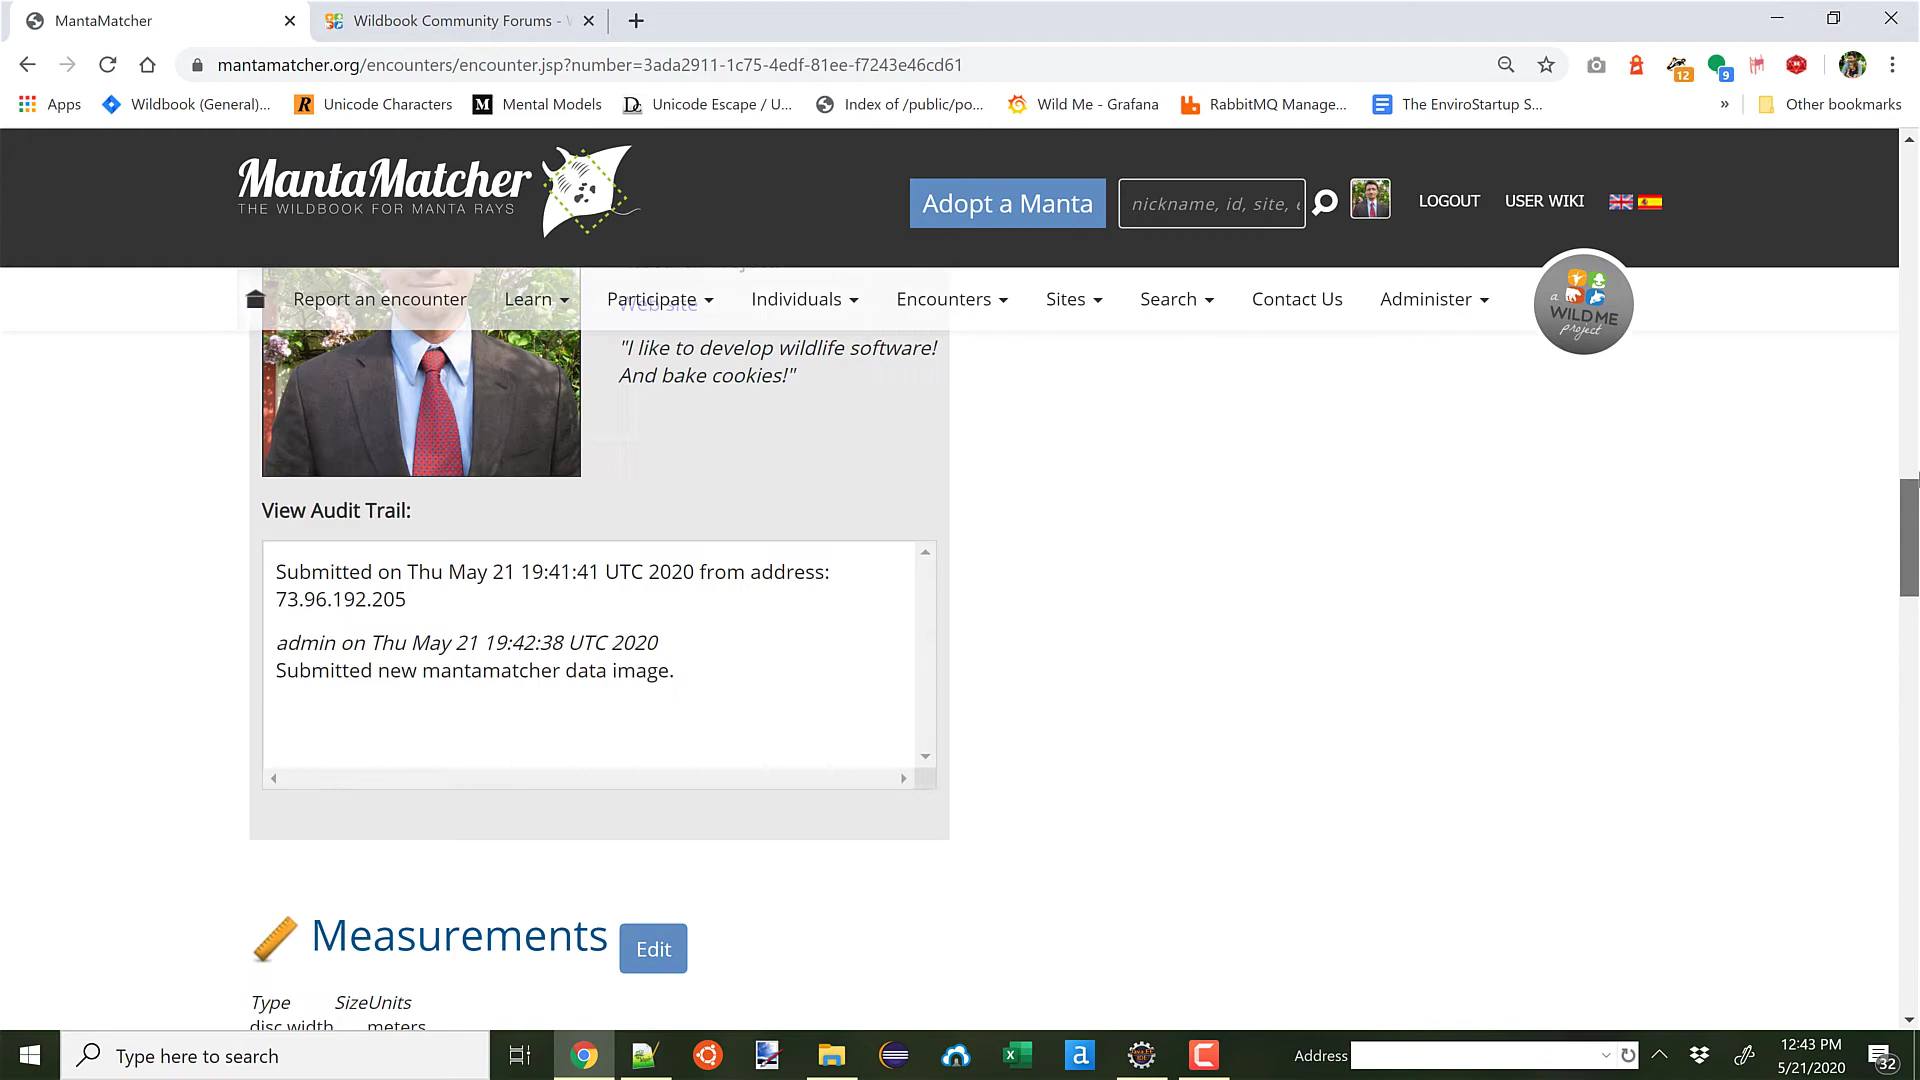 MantaMatcher
Wildbook Community Forums -
mantamatcher.org/encounters/encounter.jsp?number=3ada2911-1c75-4edf-81ee-f7243e46cd61
12
9
Apps
Wildbook (General)...
Unicode Characters
Mental Models
Unicode Escape / U...
Index of /public/po...
Wild Me - Grafana
RabbitMQ Manage...
The EnviroStartup S...
»
Other bookmarks
MantaMatcher
THE WILDBOOK FOR MANTA RAYS
Adopt a Manta
nickname, id, site, e
LOGOUT
USER WIKI
Report an encounter
Learn
Participate
Individuals
Encounters
Sites
Search
Contact Us
Administer
a
WILD ME
project
Web site
"I like to develop wildlife software!
And bake cookies!"
View Audit Trail:
Submitted on Thu May 21 19:41:41 UTC 2020 from address:
73.96.192.205
admin on Thu May 21 19:42:38 UTC 2020
Submitted new mantamatcher data image.
Measurements
Edit
Type SizeUnits
disc width meters
Type here to search
Address
12:43 PM
5/21/2020
32